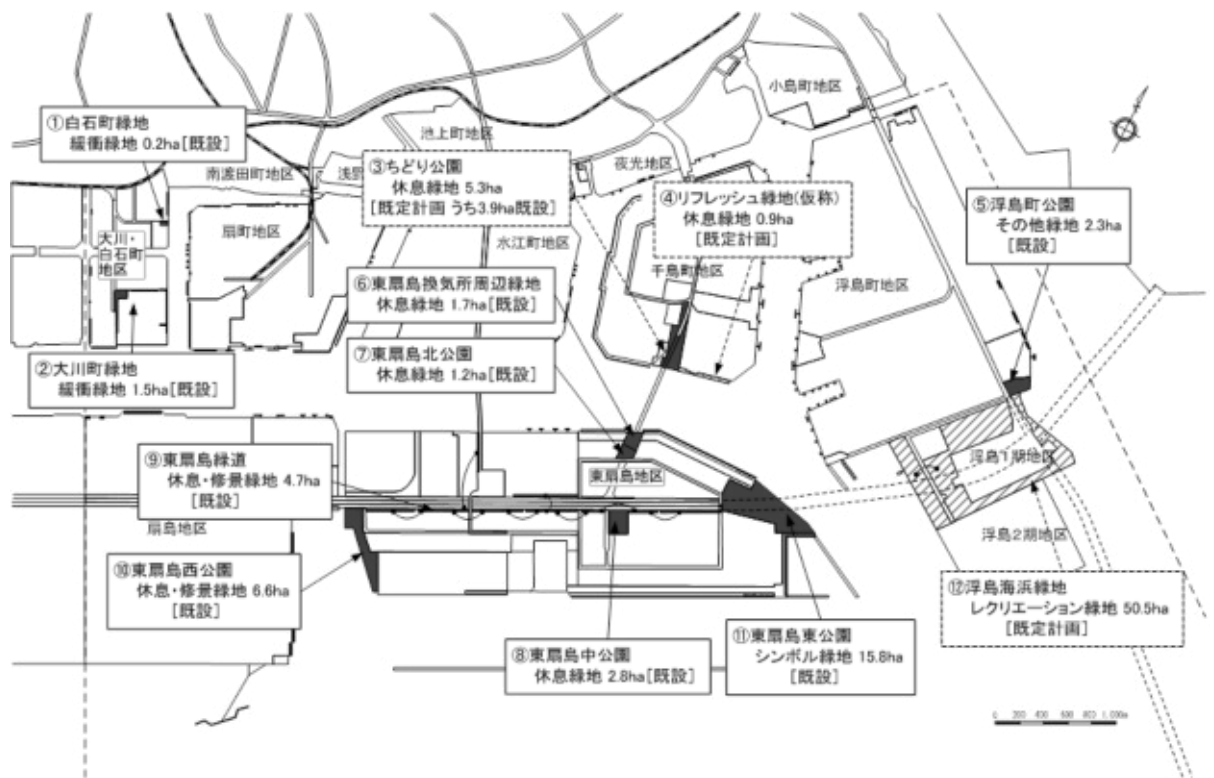 小島町地区
①白石町緑地
緩衝緑地 0.2ha[既設]
池上町地区
③ちどり公園
休息緑地 5.3ha
[既定計画 うち3.9ha既設]
夜光地区
南渡田町地区
④リフレッシュ緑地(仮称)
休息緑地 0.9ha
[既定計画]
⑤浮島町公園
その他緑地 2.3ha
[既設]
扇町地区
大川・
白石町
地区
水江町地区
千鳥町地区
浮島町地区
⑥東扇島換気所周辺緑地
休息緑地 1.7ha[既設]
⑦東扇島北公園
休息緑地 1.2ha[既設]
②大川町緑地
緩衝緑地 1.5ha[既設]
⑨東扇島緑道
休息・修景緑地 4.7ha
[既設]
東扇島地区
浮島1期地区
扇島地区
浮島2期地区
⑩東扇島西公園
休息・修景緑地 6.6ha
[既設]
⑫浮島海浜緑地
レクリエーション緑地 50.5ha
[既定計画]
⑧東扇島中公園
休息緑地 2.8ha[既設]
⑪東扇島東公園
シンボル緑地 15.8ha
[既設]
0 200 400 600 800 1,000m